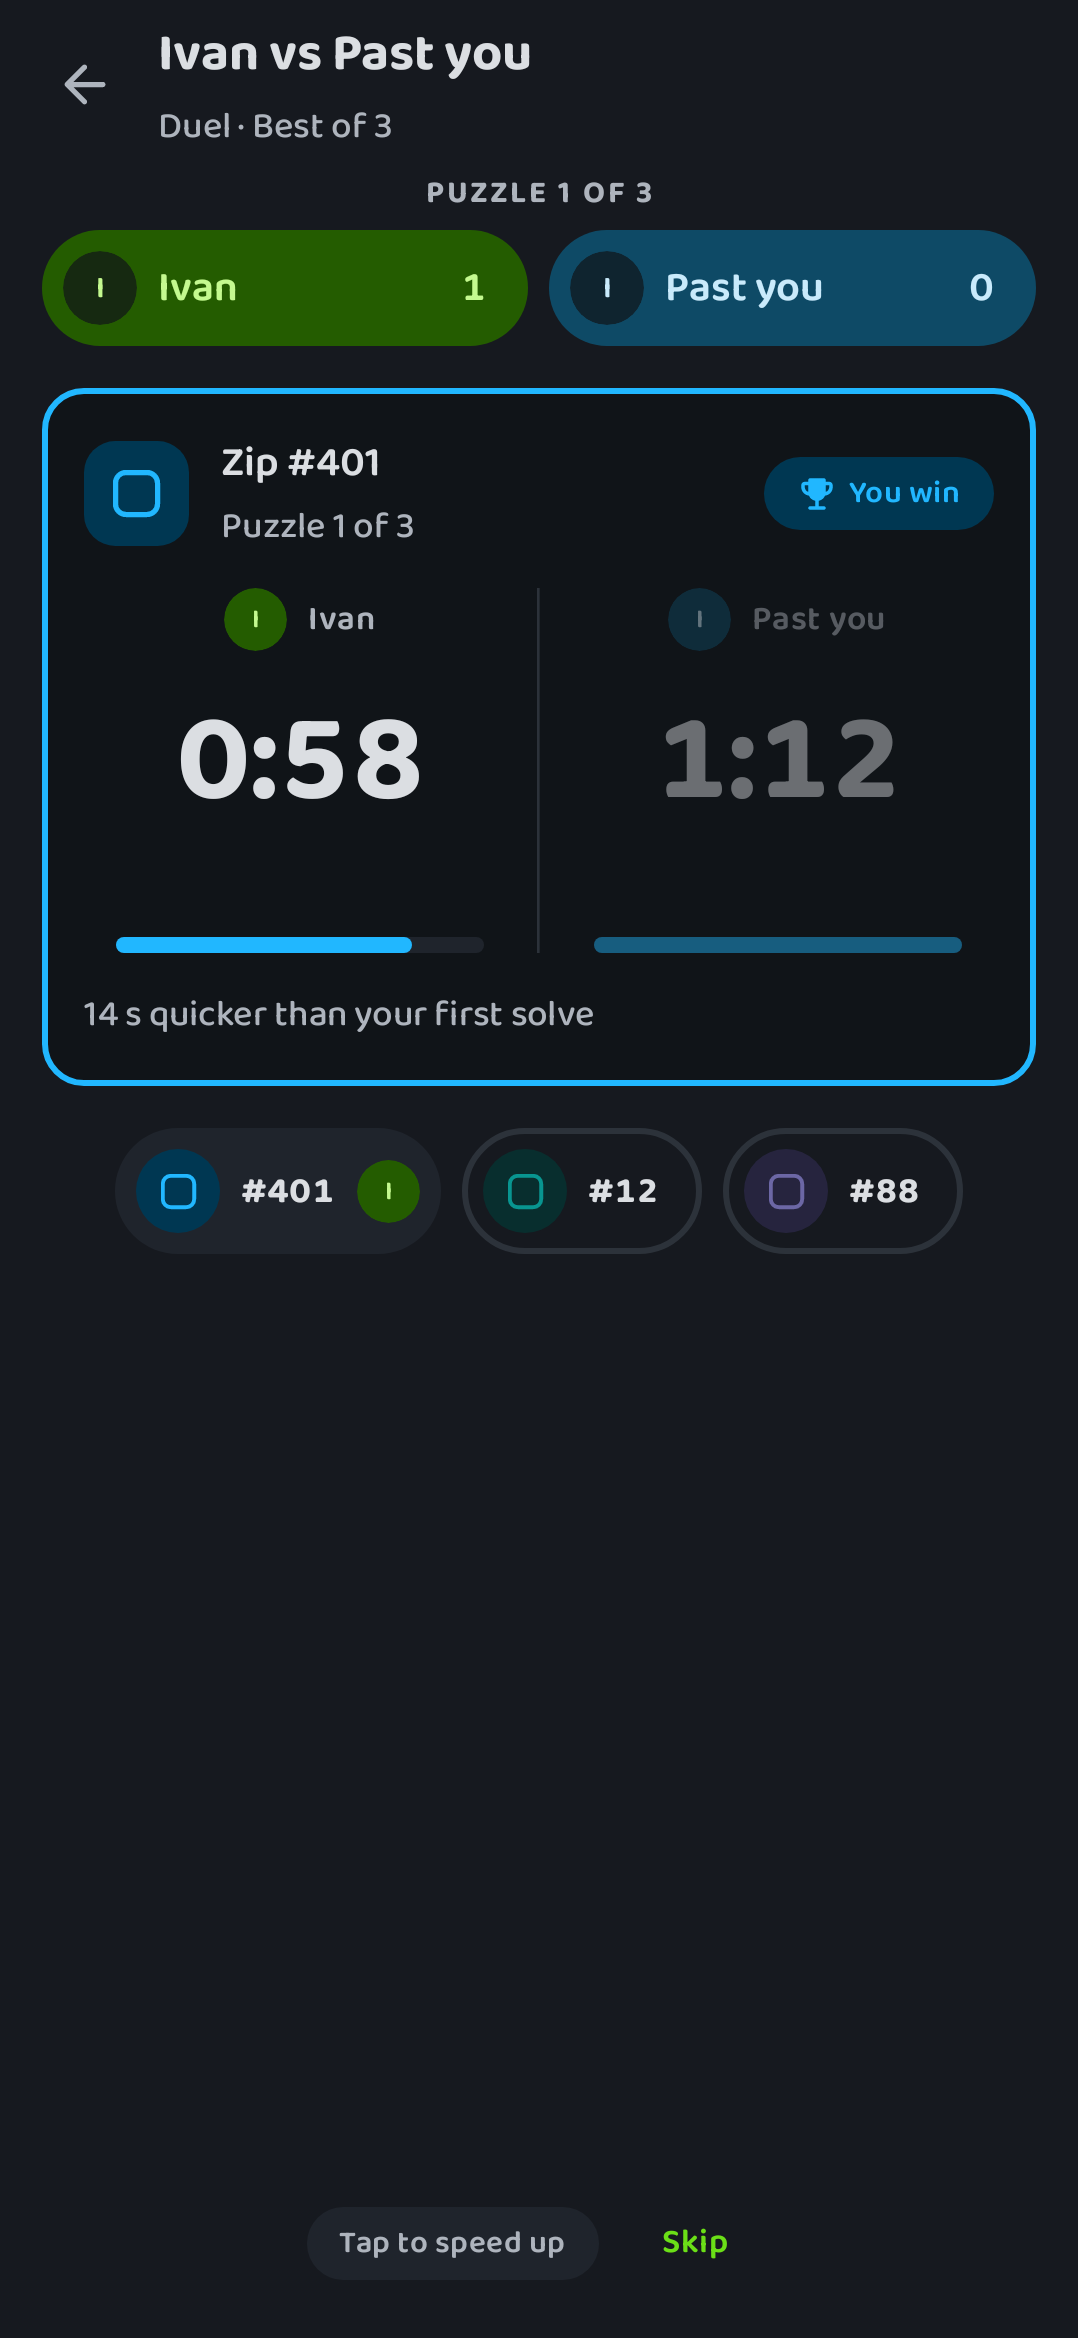 Ivan vs Past you
Duel · Best of 3
PUZZLE 1 OF 3
I Ivan 1
I Past you 0
Zip #401
Puzzle 1 of 3
You win
I Ivan
I Past you
0:58
1:12
14 s quicker than your first solve
#401 I
#12
#88
Tap to speed up
Skip